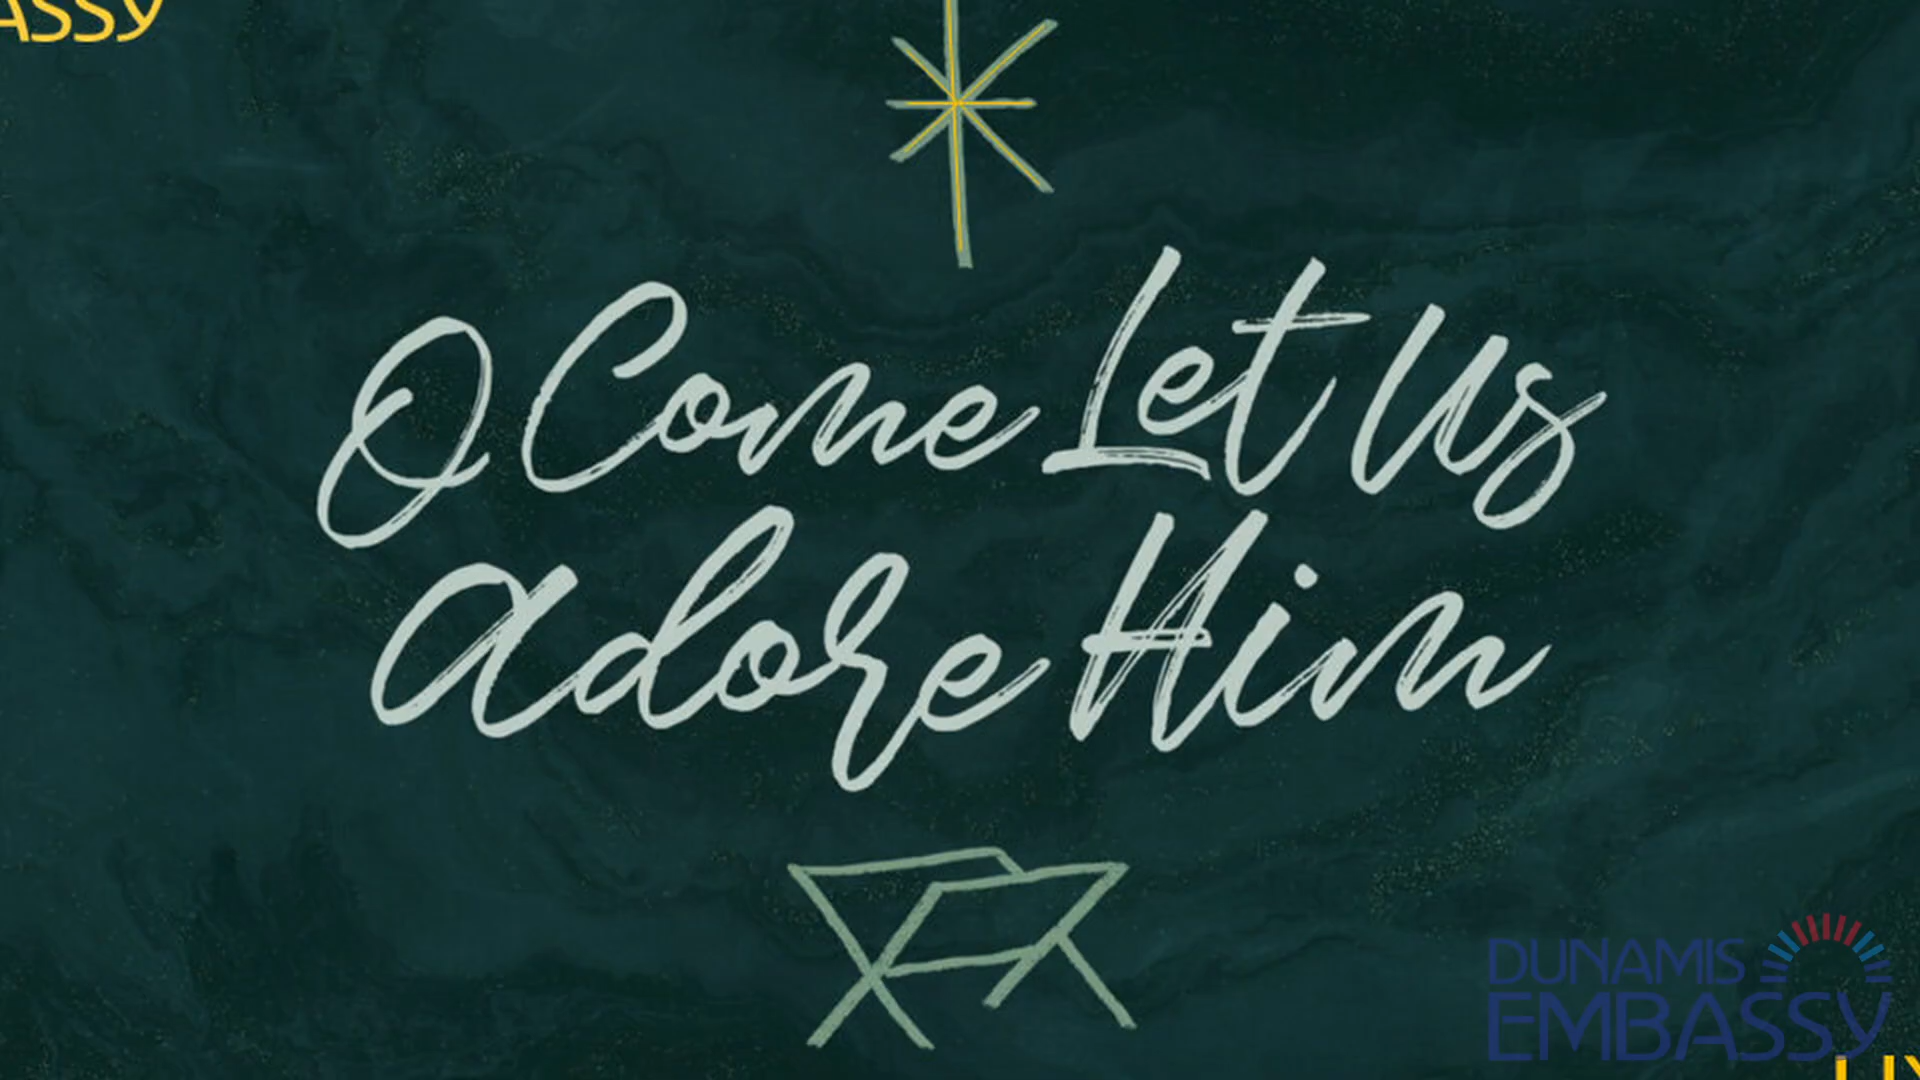 ASSY
O Come Let Us
Adore Him
DUNAMIS
EMBASSY